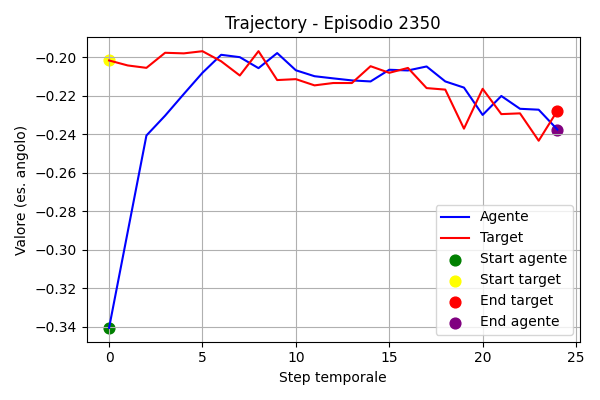 Trajectory - Episodio 2350
Valore (es. angolo)
−0.20
−0.22
−0.24
−0.26
−0.28
−0.30
−0.32
−0.34
0
5
10
15
20
25
Step temporale
Agente
Target
Start agente
Start target
End target
End agente